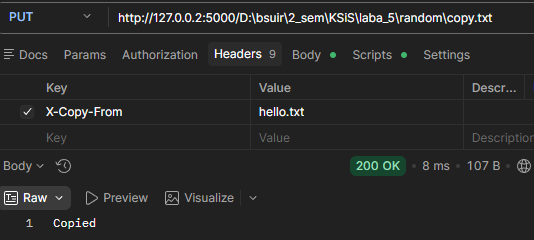 PUT http://127.0.0.2:5000/D:\bsuir\2_sem\KSiS\laba_5\random\copy.txt
Docs Params Authorization Headers 9 Body Scripts Settings
Key Value Descr...
X-Copy-From hello.txt
Key Value Description
Body 200 OK 8 ms 107 B
Raw Preview Visualize
1 Copied